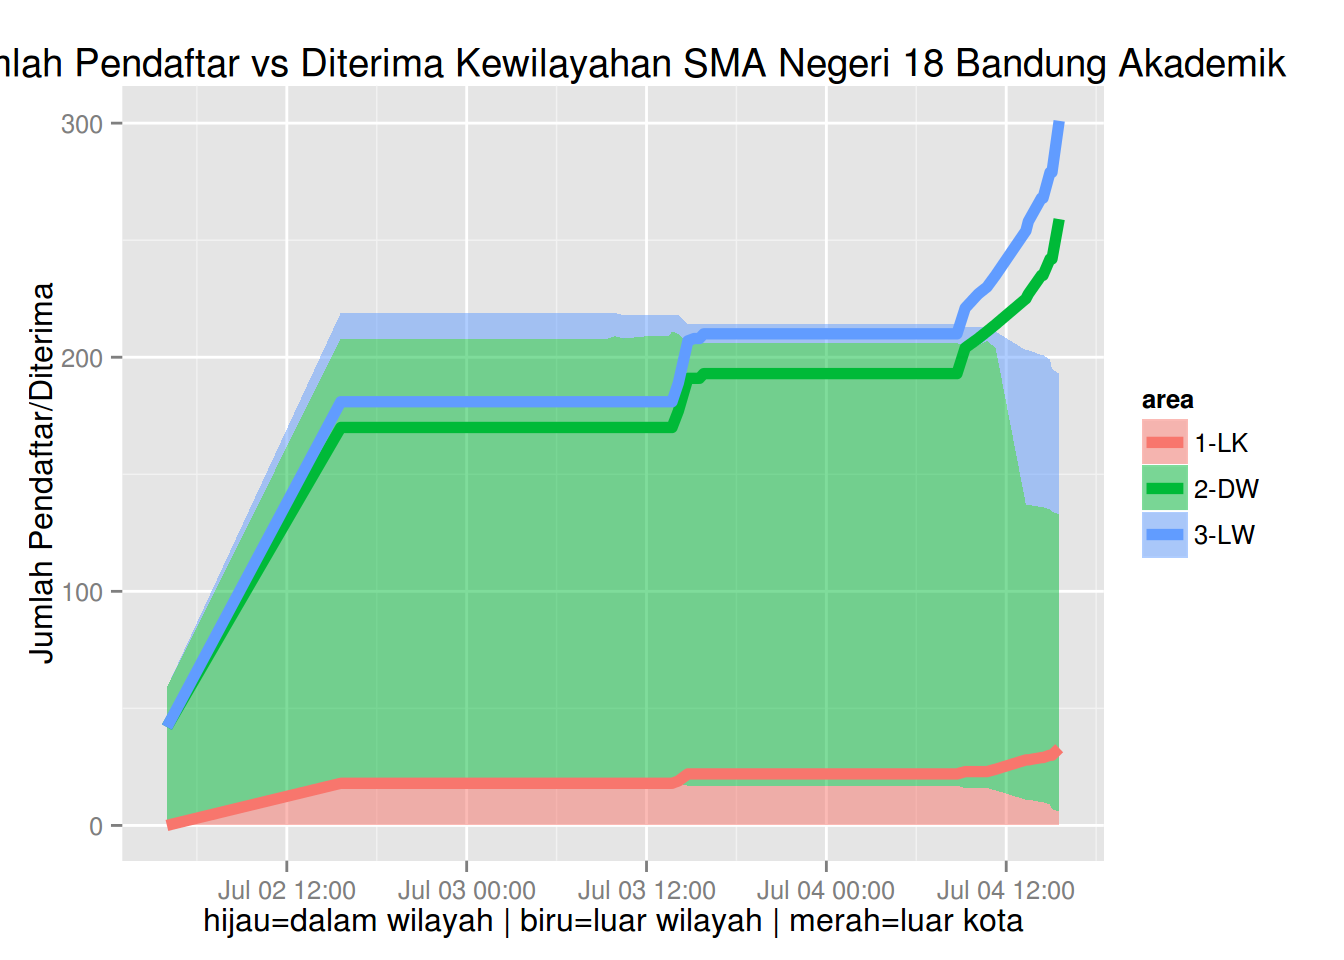 Pendaftar vs Diterima Kewilayahan SMA Negeri 18 Bandung Akademik
Jumlah Pendaftar/Diterima
300
200
100
0
Jul 02 12:00
Jul 03 00:00
Jul 03 12:00
Jul 04 00:00
Jul 04 12:00
hijau=dalam wilayah | biru=luar wilayah | merah=luar kota
area
1-LK
2-DW
3-LW